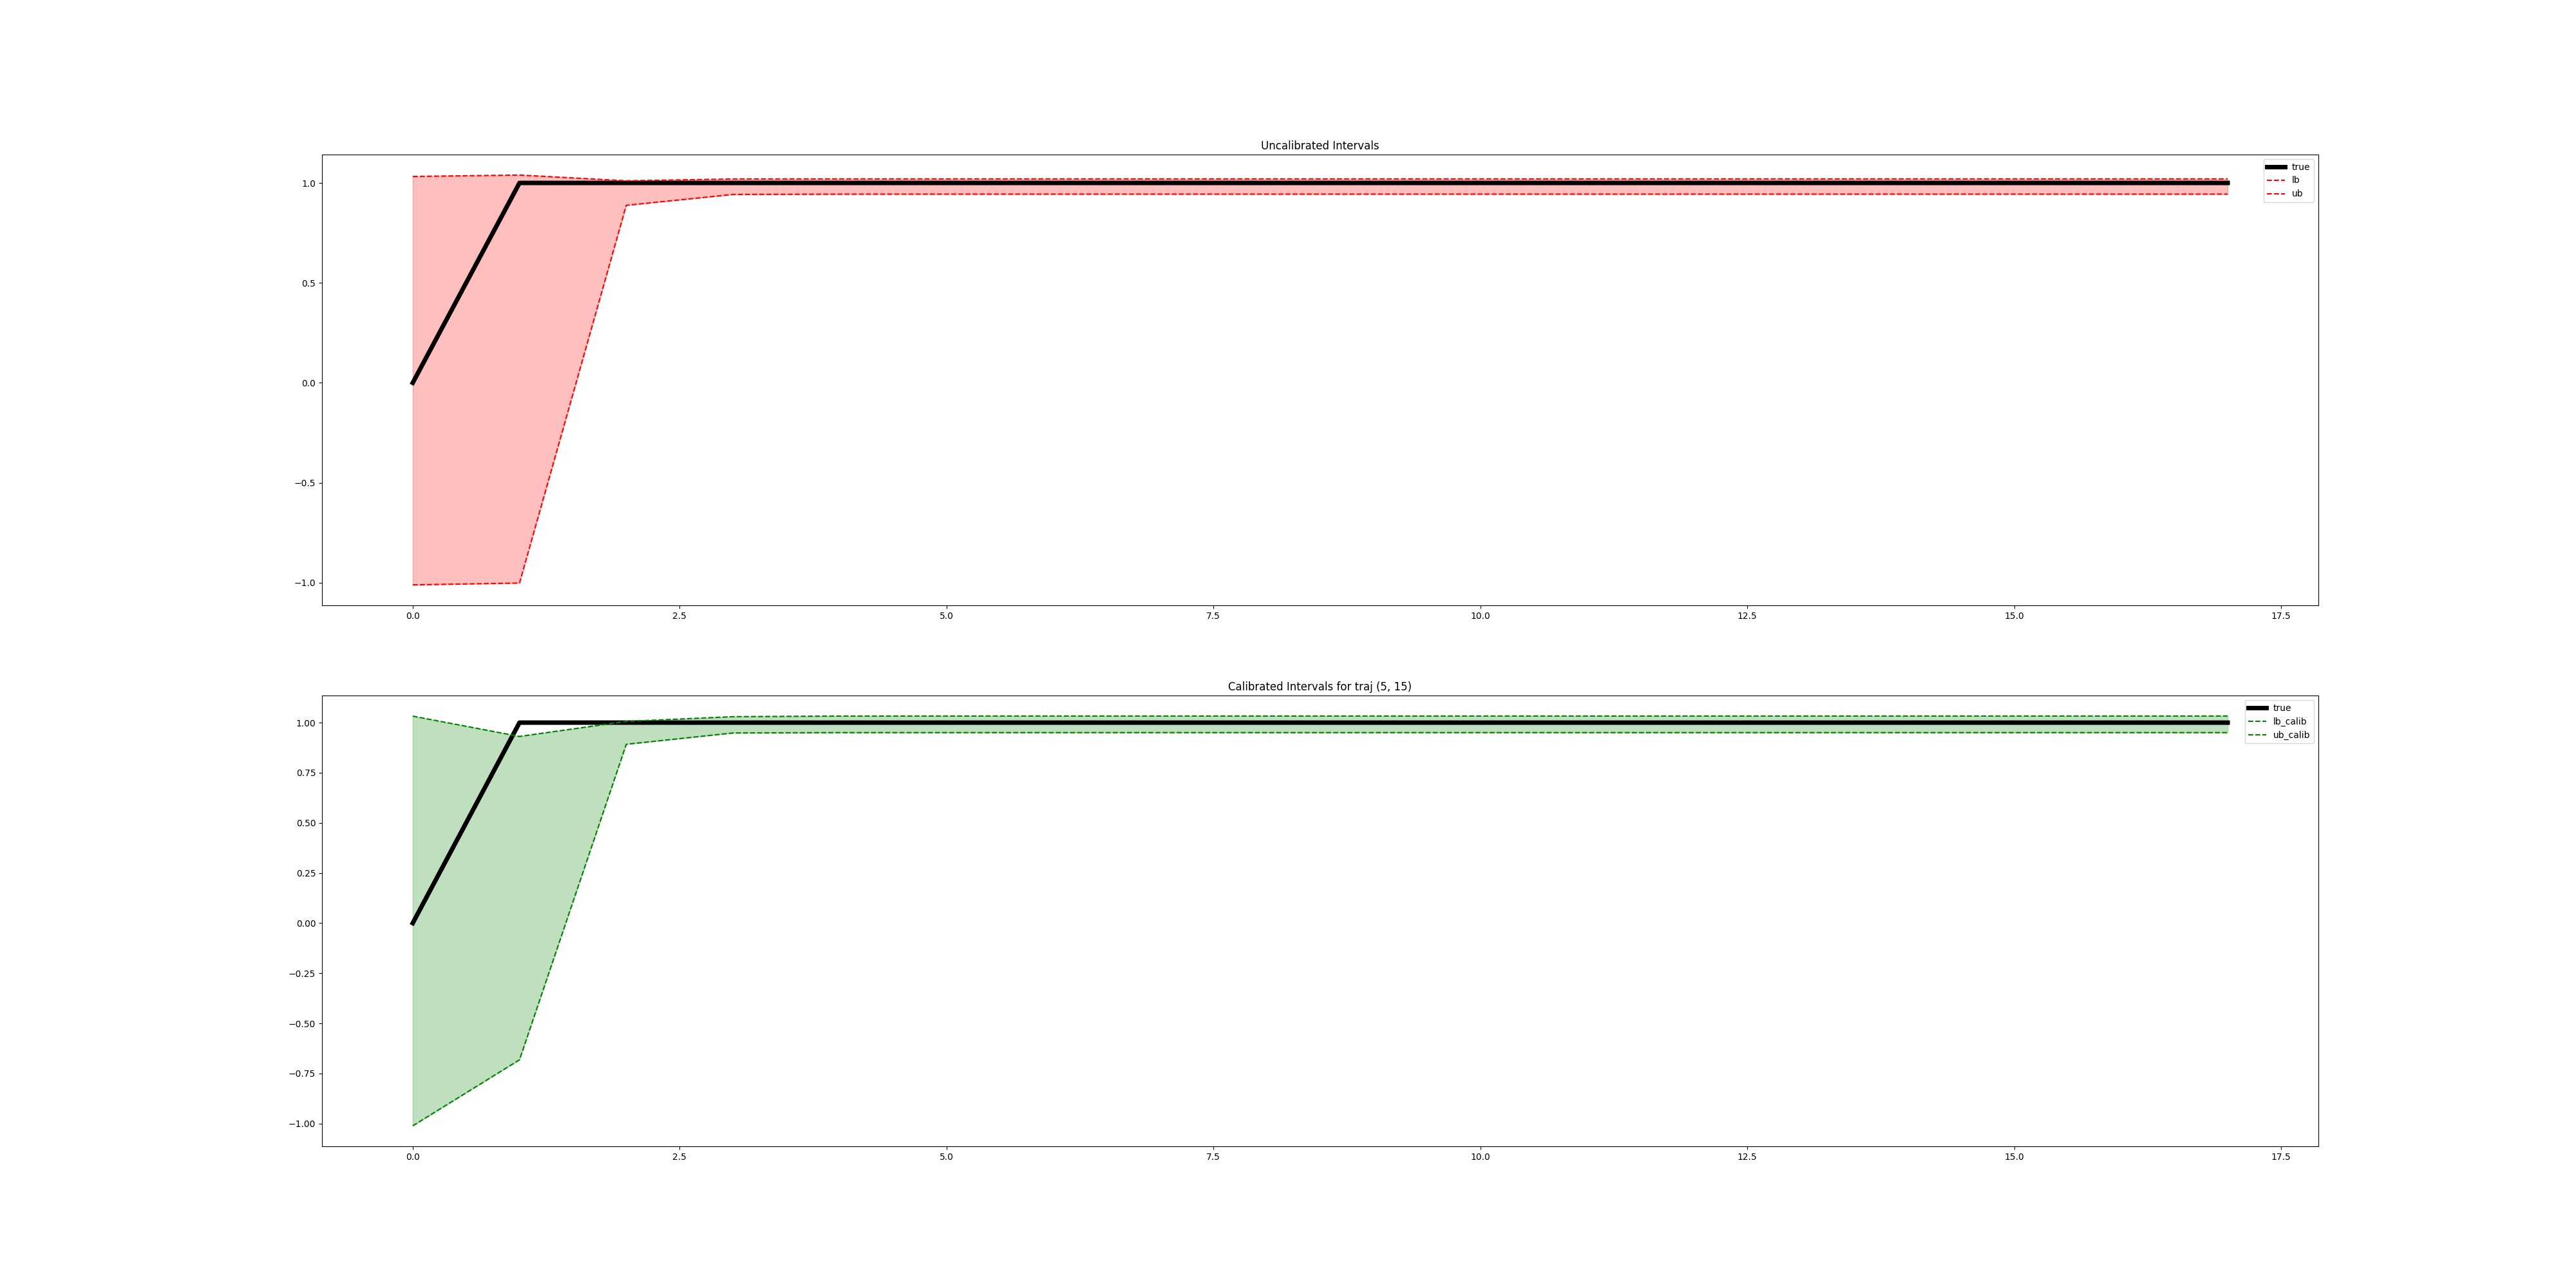 Uncalibrated Intervals
1.0
0.5
0.0
−0.5
−1.0
true
lb
ub
0.0 2.5 5.0 7.5 10.0 12.5 15.0 17.5
Calibrated Intervals for traj (5, 15)
1.00
0.75
0.50
0.25
0.00
−0.25
−0.50
−0.75
−1.00
true
lb_calib
ub_calib
0.0 2.5 5.0 7.5 10.0 12.5 15.0 17.5